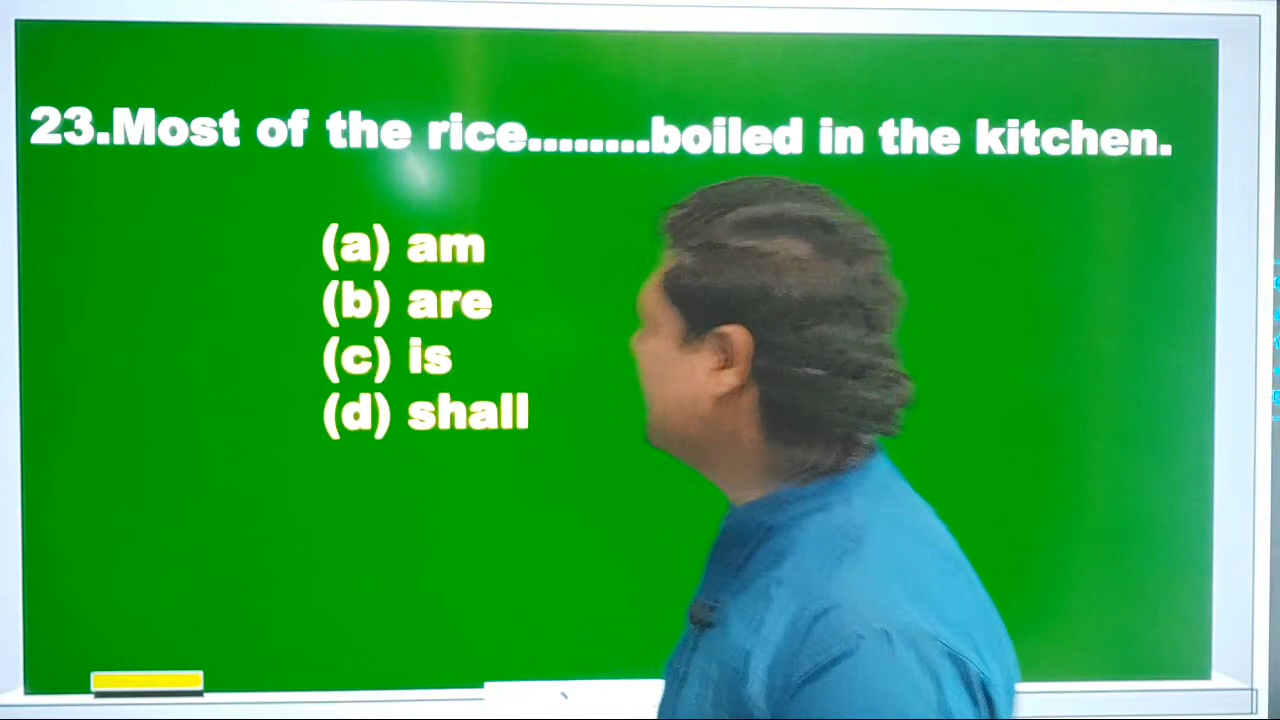 23.Most of the rice........boiled in the kitchen.
(a) am
(b) are
(c) is
(d) shall